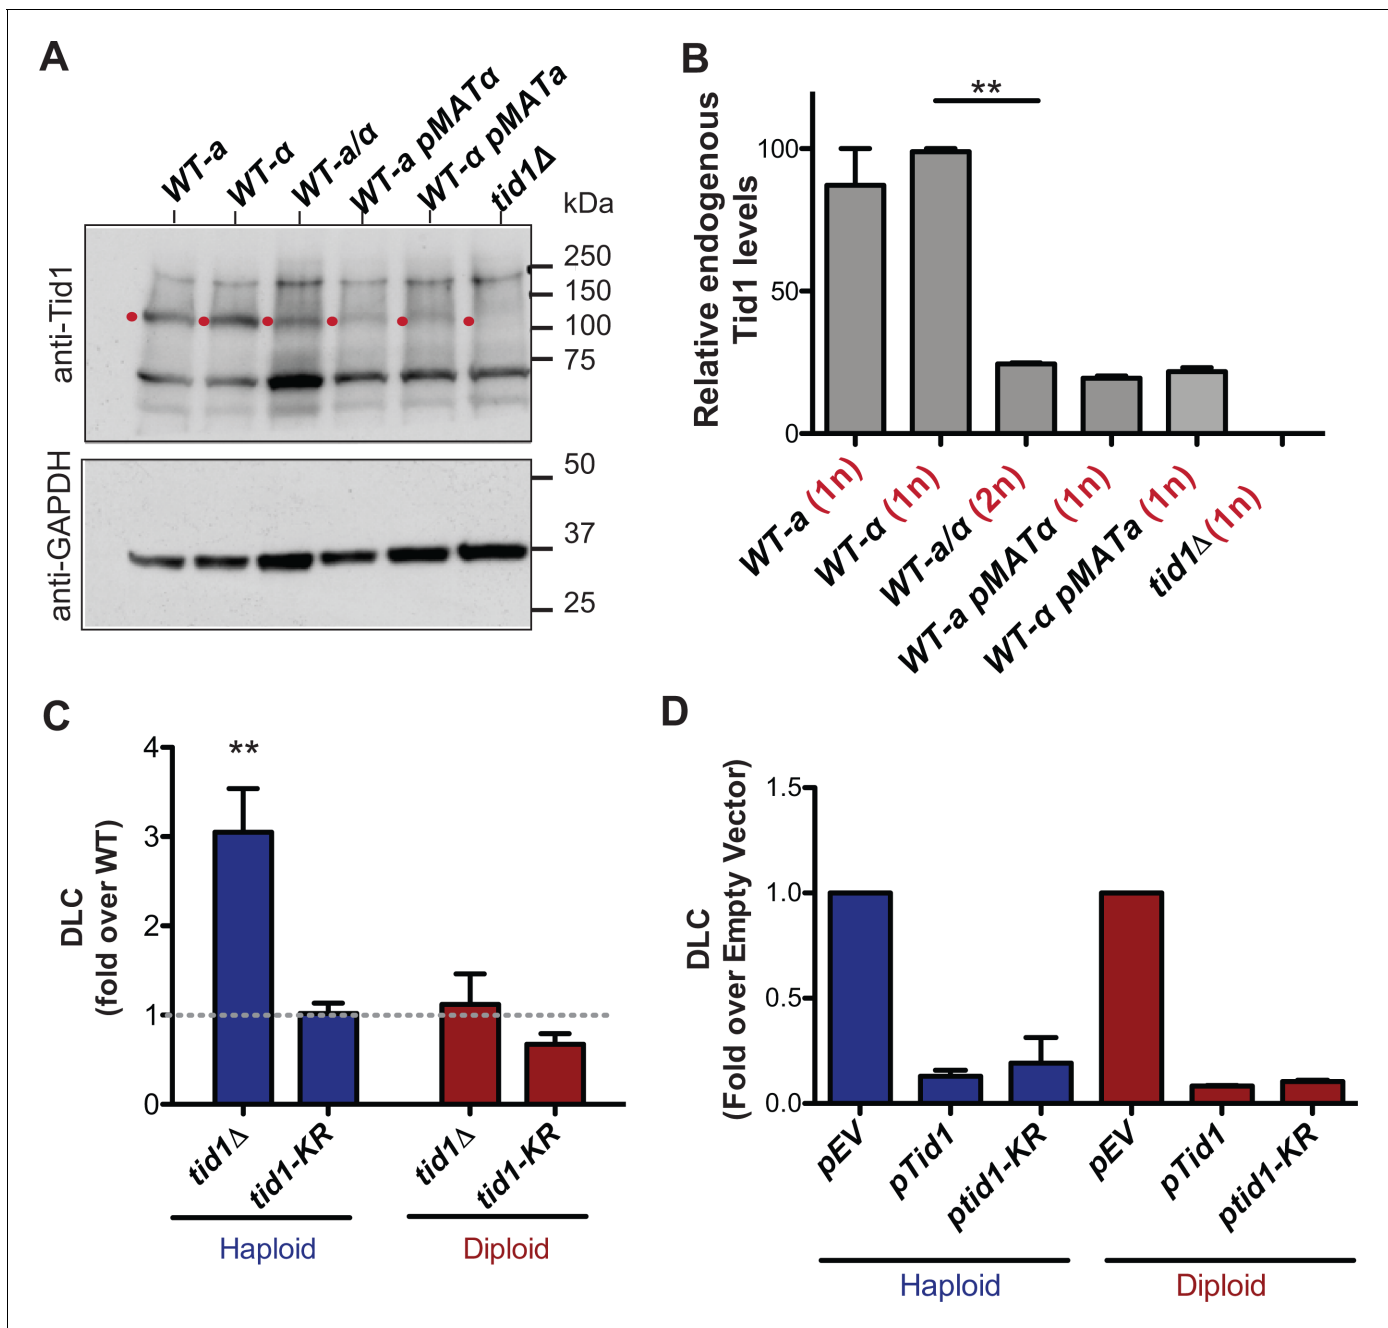 A
WT-a
WT-α
WT-a/α
WT-a pMATα
WT-α pMATa
tid1Δ
kDa
anti-Tid1
250
150
100
75
anti-GAPDH
50
37
25
B
**
Relative endogenous
Tid1 levels
100
50
0
WT-a (1n)
WT-α (1n)
WT-a/α (2n)
WT-a pMATα (1n)
WT-α pMATa (1n)
tid1Δ (1n)
C
DLC
(fold over WT)
4
3
2
1
0
**
tid1Δ
tid1-KR
tid1Δ
tid1-KR
Haploid
Diploid
D
DLC
(Fold over Empty Vector)
1.5
1.0
0.5
0.0
pEV
pTid1
ptid1-KR
pEV
pTid1
ptid1-KR
Haploid
Diploid